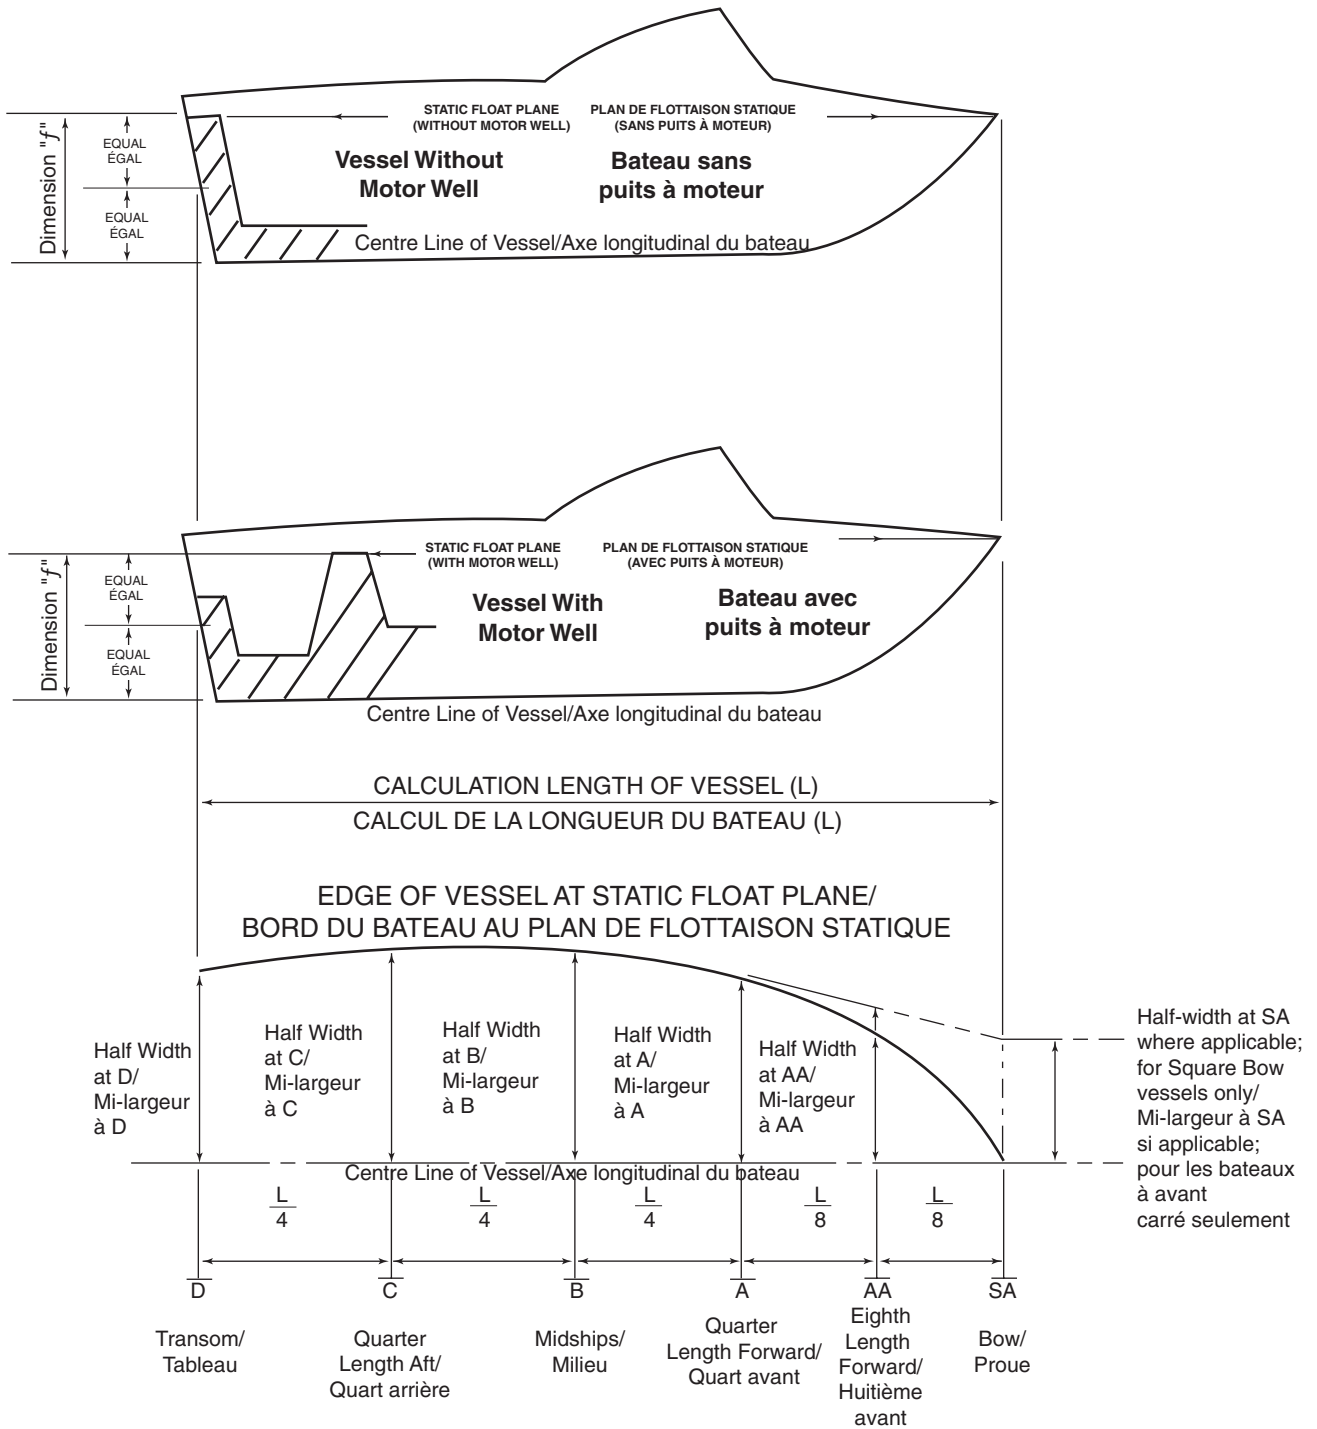 STATIC FLOAT PLANE
(WITHOUT MOTOR WELL)
PLAN DE FLOTTAISON STATIQUE
(SANS PUITS À MOTEUR)
Dimension "f"
EQUAL
ÉGAL
EQUAL
ÉGAL
Vessel Without
Motor Well
Bateau sans
puits à moteur
Centre Line of Vessel/Axe longitudinal du bateau
STATIC FLOAT PLANE
(WITH MOTOR WELL)
PLAN DE FLOTTAISON STATIQUE
(AVEC PUITS À MOTEUR)
Dimension "f"
EQUAL
ÉGAL
EQUAL
ÉGAL
Vessel With
Motor Well
Bateau avec
puits à moteur
Centre Line of Vessel/Axe longitudinal du bateau
CALCULATION LENGTH OF VESSEL (L)
CALCUL DE LA LONGUEUR DU BATEAU (L)
EDGE OF VESSEL AT STATIC FLOAT PLANE/
BORD DU BATEAU AU PLAN DE FLOTTAISON STATIQUE
Half Width
at D/
Mi-largeur
à D
Half Width
at C/
Mi-largeur
à C
Half Width
at B/
Mi-largeur
à B
Half Width
at A/
Mi-largeur
à A
Half Width
at AA/
Mi-largeur
à AA
Half-width at SA
where applicable;
for Square Bow
vessels only/
Mi-largeur à SA
si applicable;
pour les bateaux
à avant
carré seulement
Centre Line of Vessel/Axe longitudinal du bateau
L
4
L
4
L
4
L
8
L
8
D
C
B
A
AA
SA
Transom/
Tableau
Quarter
Length Aft/
Quart arrière
Midships/
Milieu
Quarter
Length Forward/
Quart avant
Eighth
Length
Forward/
Huitième
avant
Bow/
Proue